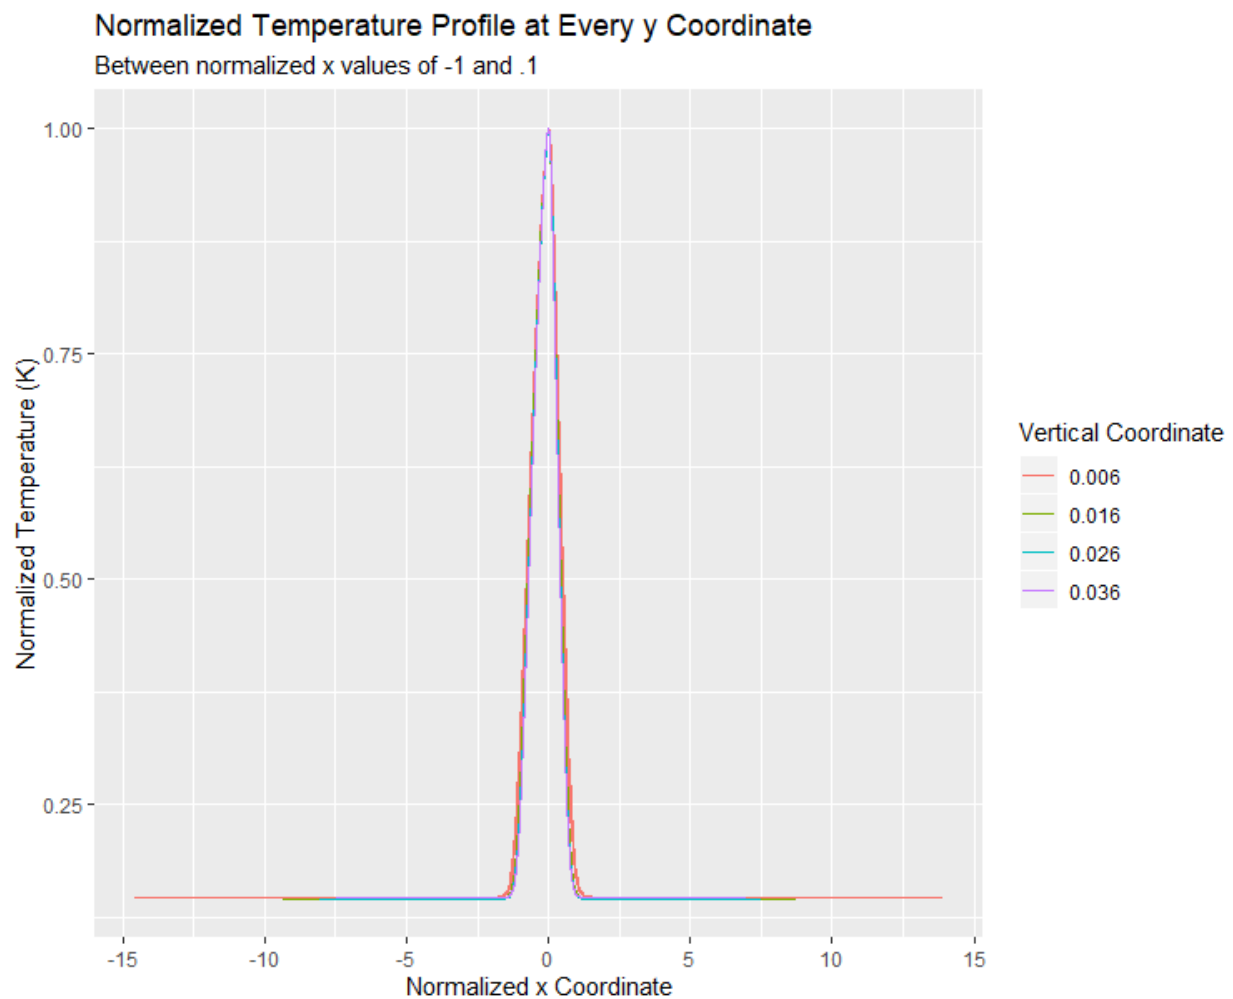 Normalized Temperature Profile at Every y Coordinate
Between normalized x values of -1 and .1
Normalized Temperature (K)
1.00
0.75
0.50
0.25
-15 -10 -5 0 5 10 15
Normalized x Coordinate
Vertical Coordinate
0.006
0.016
0.026
0.036